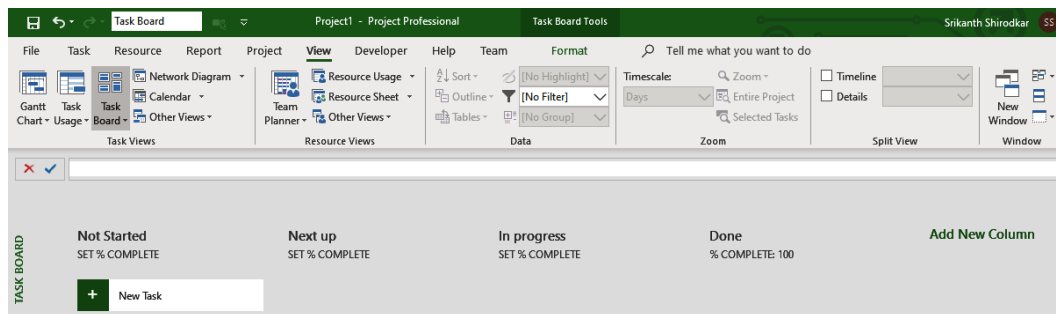 Task Board Project1 - Project Professional Task Board Tools Srikanth Shirodkar SS
File Task Resource Report Project View Developer Help Team Format Tell me what you want to do
Network Diagram Resource Usage Sort [No Highlight] Timescale: Zoom Timeline
Calendar Resource Sheet Outline [No Filter] Days Entire Project Details
Gantt Chart Task Usage Task Board Other Views Team Planner Other Views Tables [No Group] Selected Tasks New Window
Task Views Resource Views Data Zoom Split View Window
Not Started Next up In progress Done Add New Column
SET % COMPLETE SET % COMPLETE SET % COMPLETE % COMPLETE: 100
TASK BOARD
+ New Task